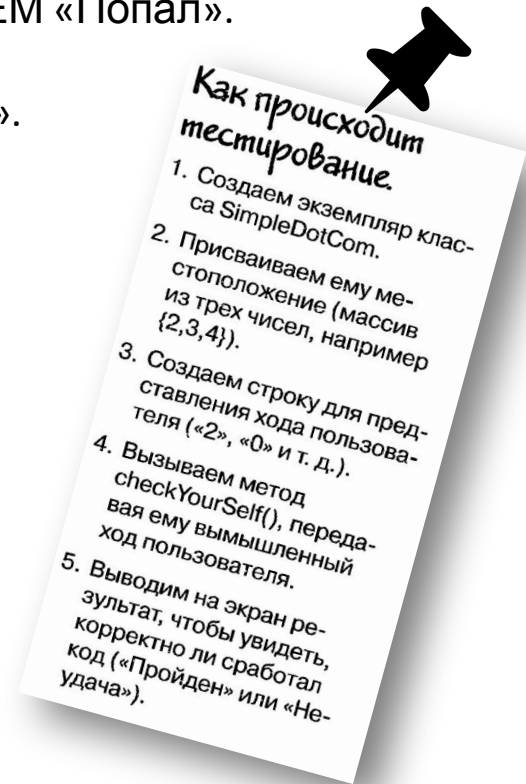 ЕМ «Попал».
».
Как происходит
тестирование.
1. Создаем экземпляр клас-
са SimpleDotCom.
2. Присваиваем ему ме-
стоположение (массив
из трех чисел, например
{2,3,4}).
3. Создаем строку для пред-
ставления хода пользова-
теля («2», «0» и т. д.).
4. Вызываем метод
checkYourSelf(), переда-
вая ему вымышленный
ход пользователя.
5. Выводим на экран ре-
зультат, чтобы увидеть,
корректно ли сработал
код («Пройден» или «Не-
удача»).